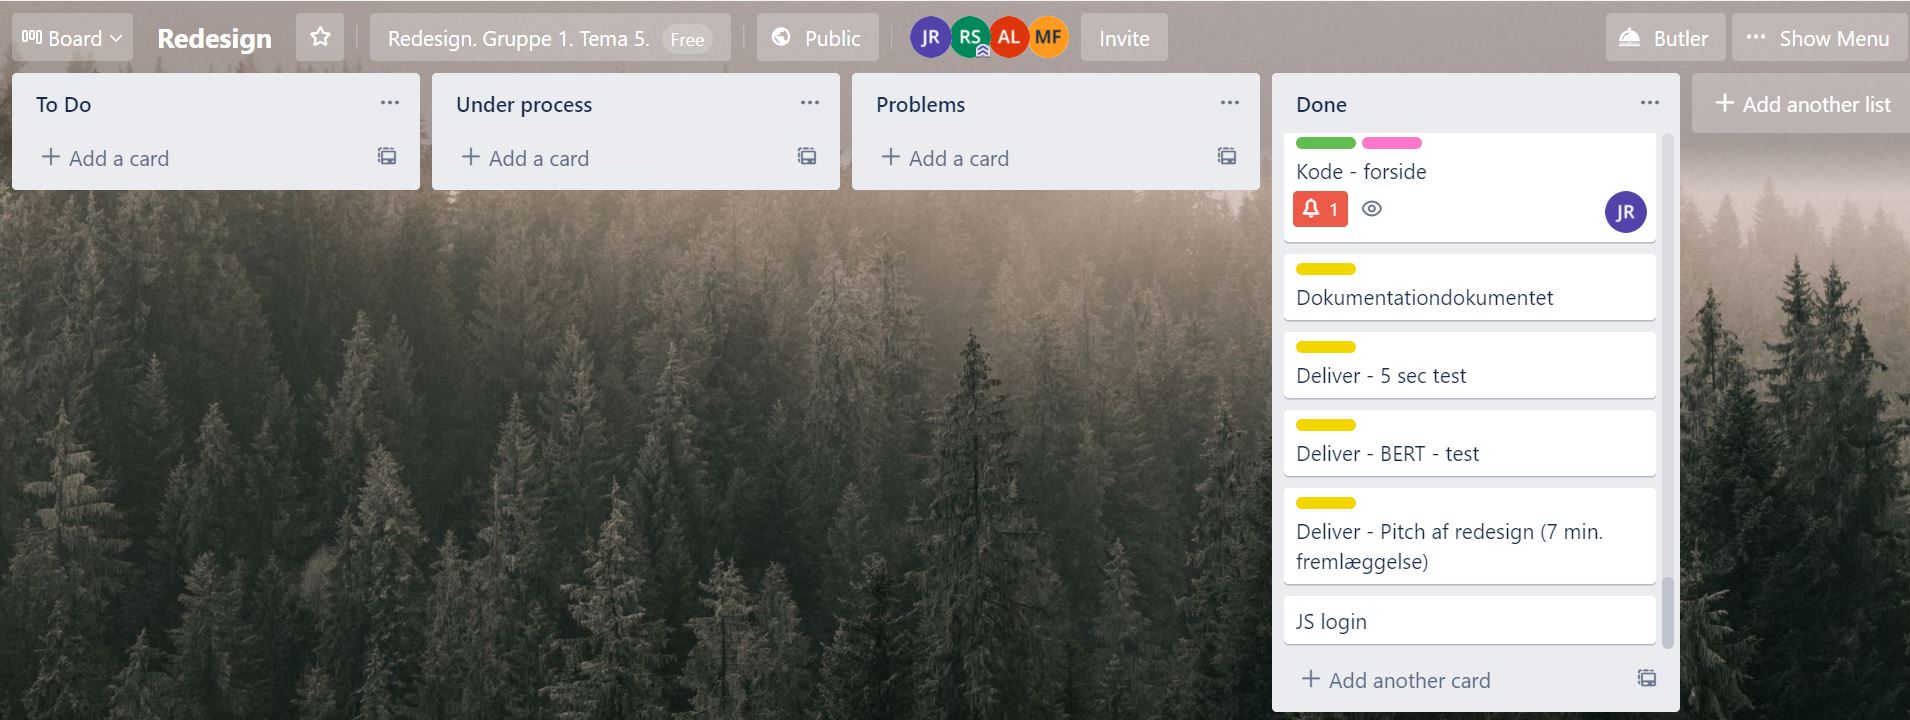 Board
Redesign
Redesign. Gruppe 1. Tema 5. Free
Public
JR RS AL MF
Invite
Butler
Show Menu
To Do
Add a card
Under process
Add a card
Problems
Add a card
Done
Kode - forside
1
JR
Dokumentationdokumentet
Deliver - 5 sec test
Deliver - BERT - test
Deliver - Pitch af redesign (7 min.
fremlæggelse)
JS login
Add another card
Add another list